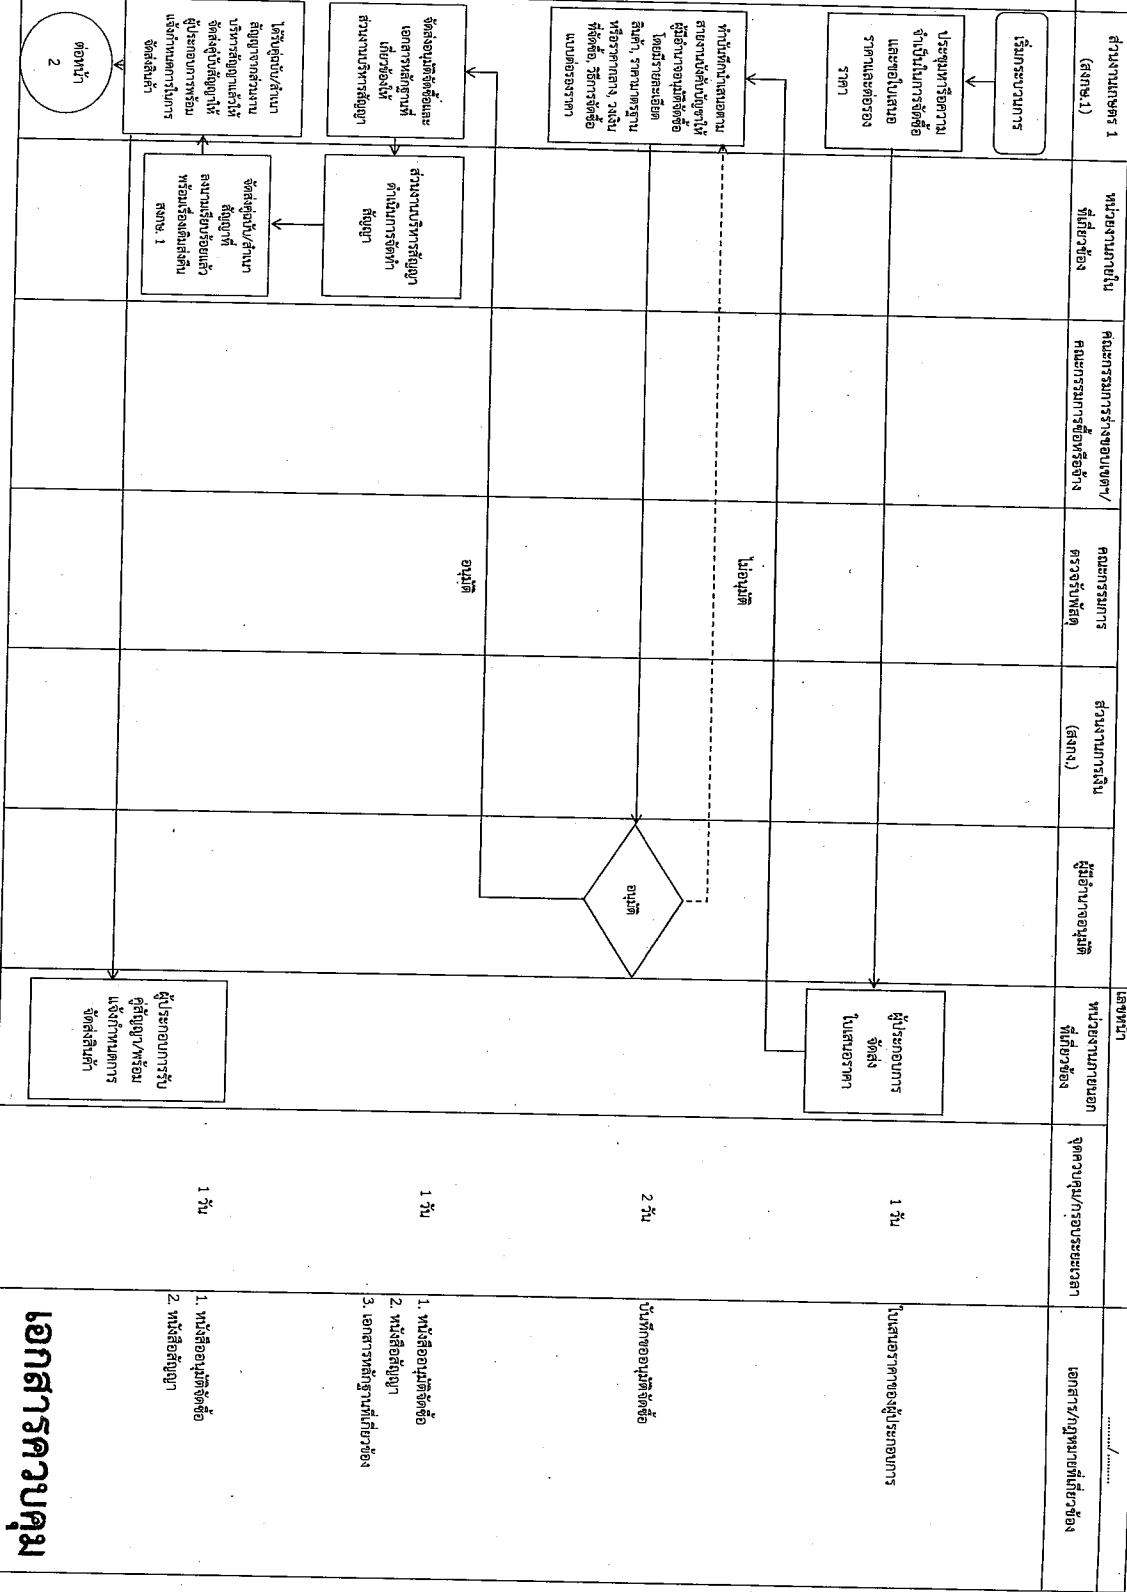 เลขหน้า ........./.........
ส่วนงานเกษตร 1
(สงกษ.1)
หน่วยงานภายใน
ที่เกี่ยวข้อง
คณะกรรมการร่างขอบเขตฯ/
คณะกรรมการซื้อหรือจ้าง
คณะกรรมการ
ตรวจรับพัสดุ
ส่วนงานการเงิน
(สงกง.)
ผู้มีอำนาจอนุมัติ
หน่วยงานภายนอก
ที่เกี่ยวข้อง
จุดควบคุม/กรอบระยะเวลา
เอกสาร/กฎหมายที่เกี่ยวข้อง
เริ่มกระบวนการ
ประชุมหารือความ
จำเป็นในการจัดซื้อ
และขอใบเสนอ
ราคาและต่อรอง
ราคา
ผู้ประกอบการ
จัดส่ง
ใบเสนอราคา
1 วัน
ใบเสนอราคาของผู้ประกอบการ
ไม่อนุมัติ
ทำบันทึกนำเสนอตาม
สายงานบังคับบัญชาให้
ผู้มีอำนาจอนุมัติจัดซื้อ
โดยมีรายละเอียด
สินค้า, ราคามาตรฐาน
หรือราคากลาง, วงเงิน
ที่จัดซื้อ, วิธีการจัดซื้อ
แบบต่อรองราคา
อนุมัติ
2 วัน
บันทึกขออนุมัติจัดซื้อ
อนุมัติ
จัดส่งอนุมัติจัดซื้อและ
เอกสารหลักฐานที่
เกี่ยวข้องให้
ส่วนงานบริหารสัญญา
ส่วนงานบริหารสัญญา
ดำเนินการจัดทำ
สัญญา
1 วัน
1. หนังสืออนุมัติจัดซื้อ
2. หนังสือสัญญา
3. เอกสารหลักฐานที่เกี่ยวข้อง
ได้รับคู่ฉบับ/สำเนา
สัญญาจากส่วนงาน
บริหารสัญญาแล้วให้
จัดส่งคู่ฉบับสัญญาให้
ผู้ประกอบการพร้อม
แจ้งกำหนดการในการ
จัดส่งสินค้า
จัดส่งคู่ฉบับ/สำเนา
สัญญาที่
ลงนามเรียบร้อยแล้ว
พร้อมเรื่องเดิมส่งคืน
สงกษ. 1
ผู้ประกอบการรับ
คู่สัญญา/พร้อม
แจ้งกำหนดการ
จัดส่งสินค้า
1 วัน
1. หนังสืออนุมัติจัดซื้อ
2. หนังสือสัญญา
ต่อหน้า
2
เอกสารควบคุม